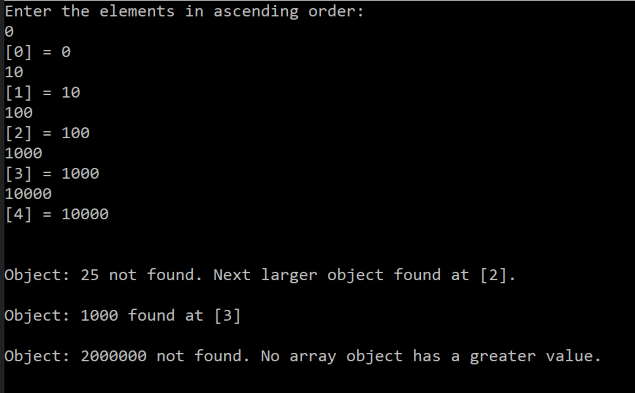 Enter the elements in ascending order:
0
[0] = 0
10
[1] = 10
100
[2] = 100
1000
[3] = 1000
10000
[4] = 10000
Object: 25 not found. Next larger object found at [2].
Object: 1000 found at [3]
Object: 2000000 not found. No array object has a greater value.